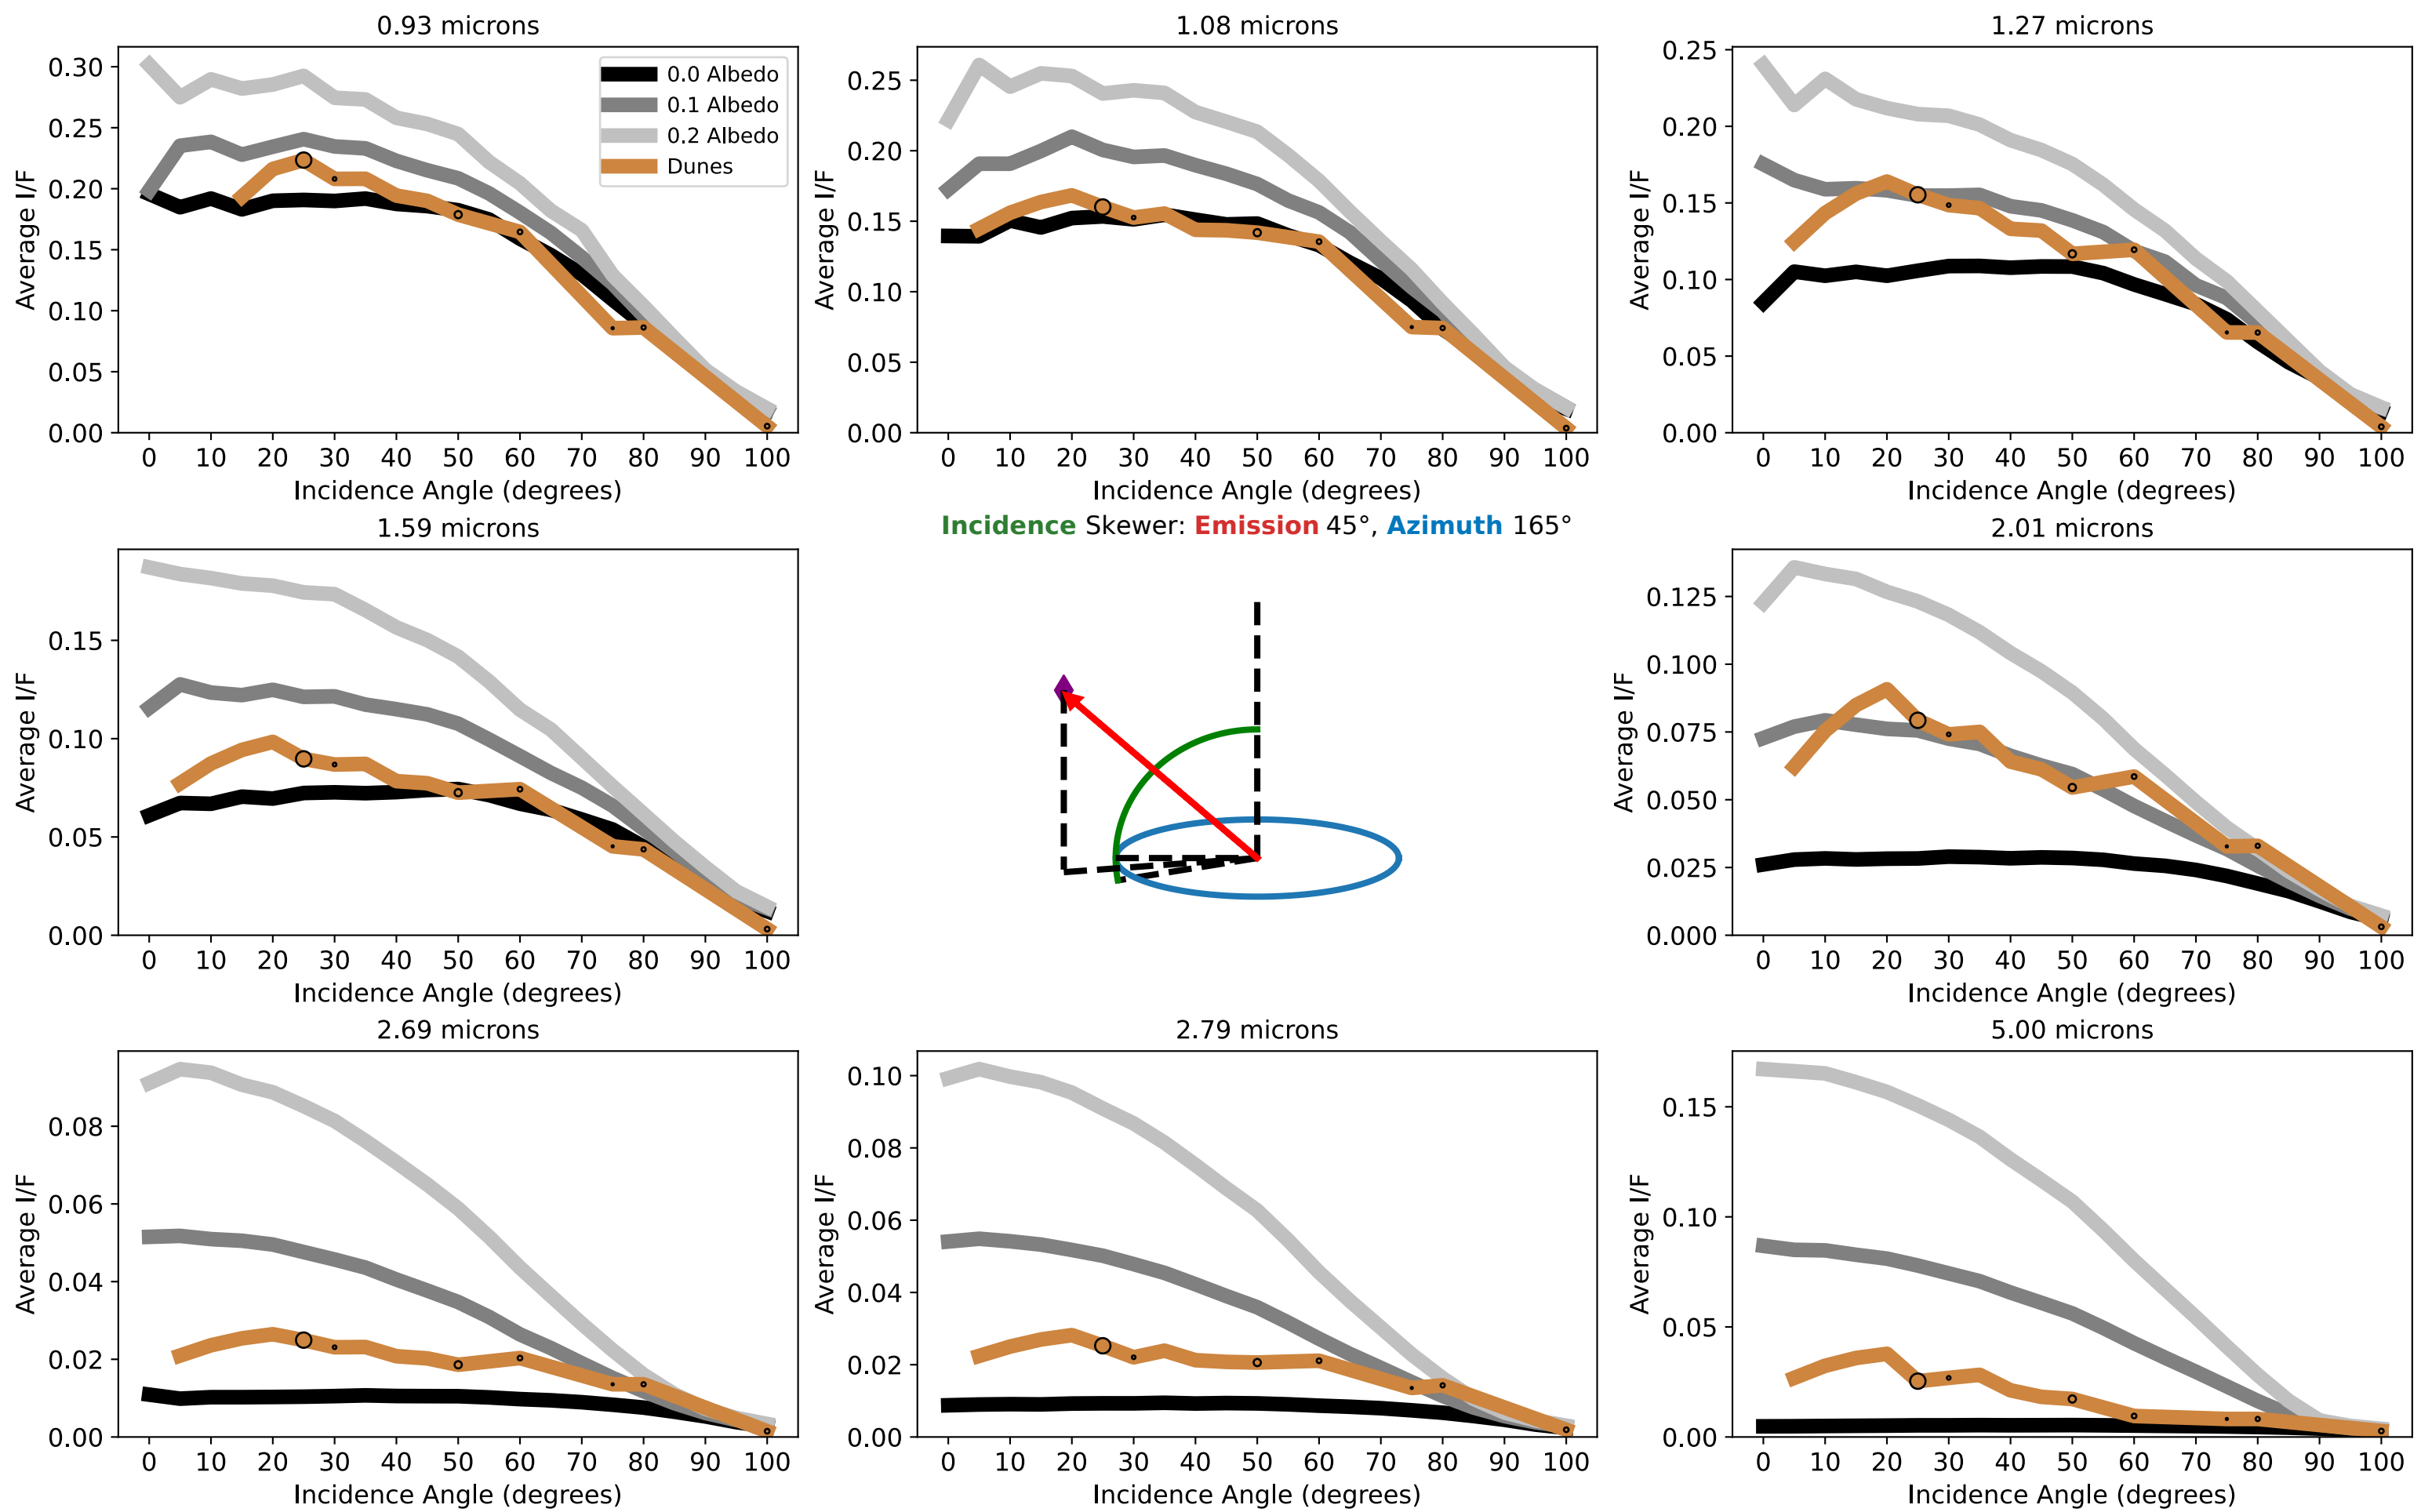 0.93 microns
Average I/F
0.30
0.25
0.20
0.15
0.10
0.05
0.00
0.0 Albedo
0.1 Albedo
0.2 Albedo
Dunes
0 10 20 30 40 50 60 70 80 90 100
Incidence Angle (degrees)
1.08 microns
Average I/F
0.25
0.20
0.15
0.10
0.05
0.00
0 10 20 30 40 50 60 70 80 90 100
Incidence Angle (degrees)
1.27 microns
Average I/F
0.25
0.20
0.15
0.10
0.05
0.00
0 10 20 30 40 50 60 70 80 90 100
Incidence Angle (degrees)
1.59 microns
Average I/F
0.15
0.10
0.05
0.00
0 10 20 30 40 50 60 70 80 90 100
Incidence Angle (degrees)
Incidence Skewer: Emission 45°, Azimuth 165°
2.01 microns
Average I/F
0.125
0.100
0.075
0.050
0.025
0.000
0 10 20 30 40 50 60 70 80 90 100
Incidence Angle (degrees)
2.69 microns
Average I/F
0.08
0.06
0.04
0.02
0.00
0 10 20 30 40 50 60 70 80 90 100
Incidence Angle (degrees)
2.79 microns
Average I/F
0.10
0.08
0.06
0.04
0.02
0.00
0 10 20 30 40 50 60 70 80 90 100
Incidence Angle (degrees)
5.00 microns
Average I/F
0.15
0.10
0.05
0.00
0 10 20 30 40 50 60 70 80 90 100
Incidence Angle (degrees)